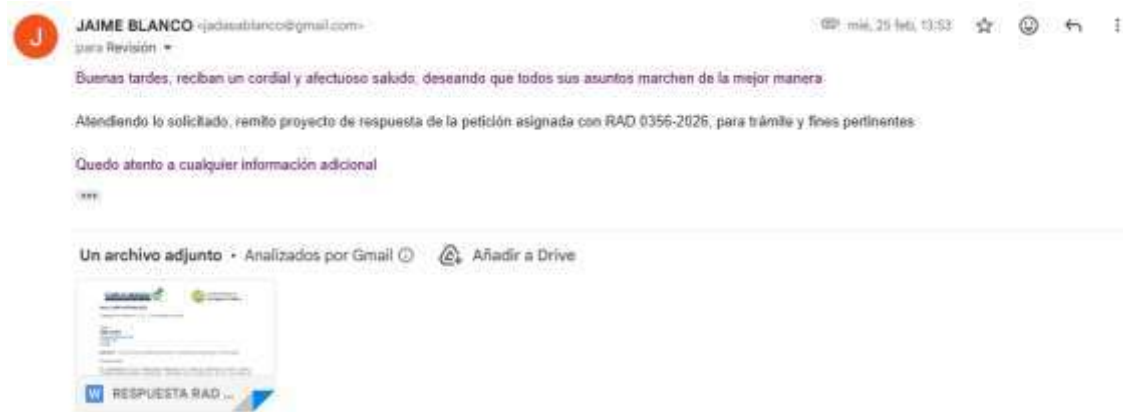 J
JAIME BLANCO <jadasablanco@gmail.com>
mié, 25 feb, 13:53
para Revisión
Buenas tardes, reciban un cordial y afectuoso saludo, deseando que todos sus asuntos marchen de la mejor manera
Atendiendo lo solicitado, remito proyecto de respuesta de la petición asignada con RAD 0356-2026, para trámite y fines pertinentes
Quedo atento a cualquier información adicional
Un archivo adjunto • Analizados por Gmail
Añadir a Drive
W RESPUESTA RAD ...